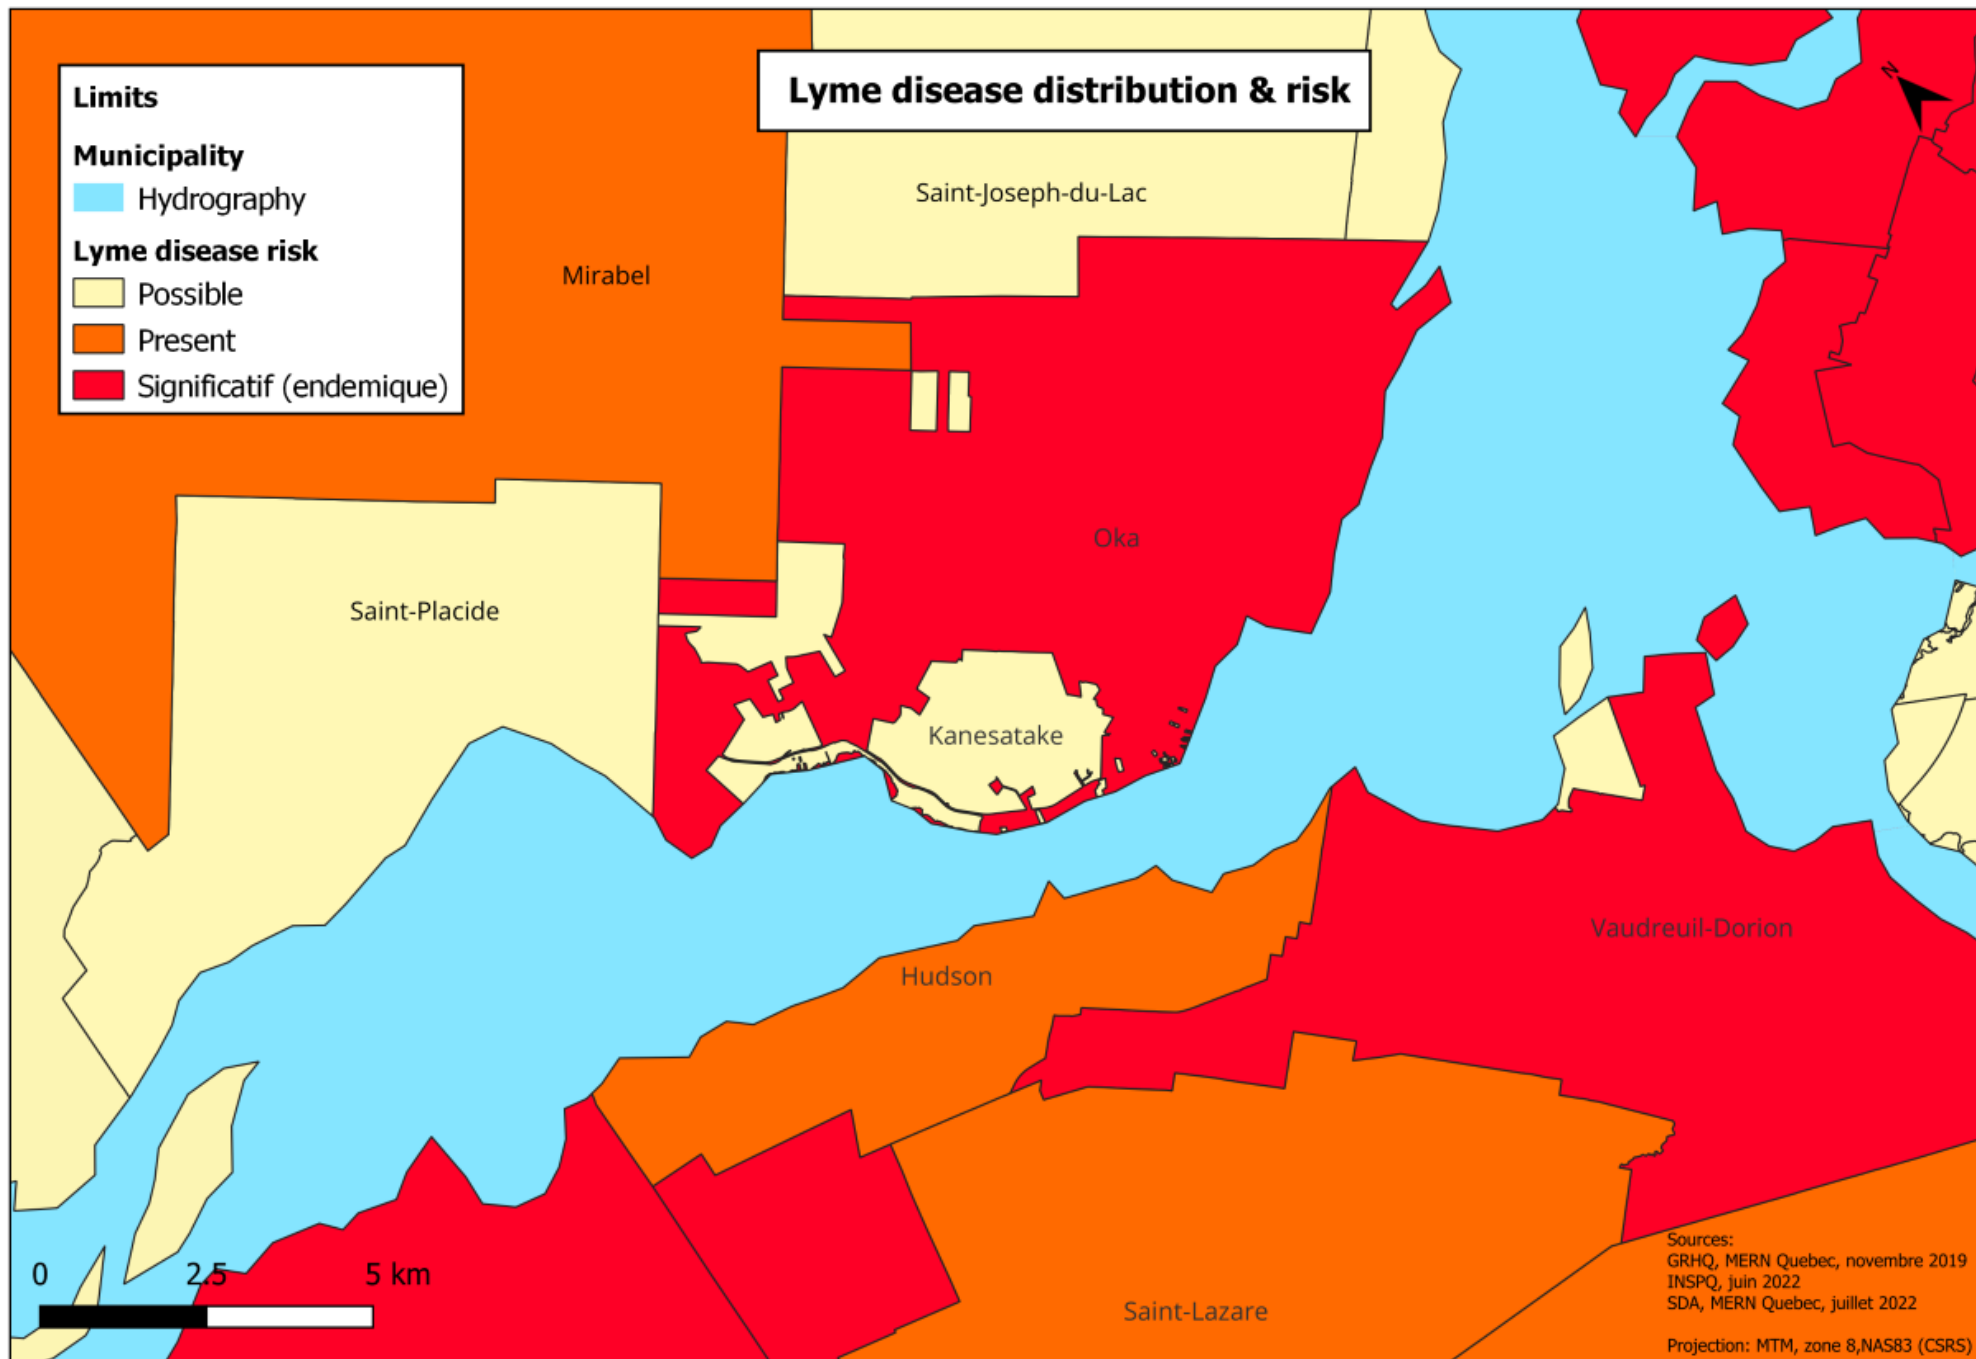 Lyme disease distribution & risk
Limits
Municipality
Hydrography
Lyme disease risk
Possible
Present
Significatif (endemique)
N
Saint-Joseph-du-Lac
Mirabel
Oka
Saint-Placide
Kanesatake
Vaudreuil-Dorion
Hudson
Saint-Lazare
0 2.5 5 km
Sources:
GRHQ, MERN Quebec, novembre 2019
INSPQ, juin 2022
SDA, MERN Quebec, juillet 2022
Projection: MTM, zone 8,NAS83 (CSRS)